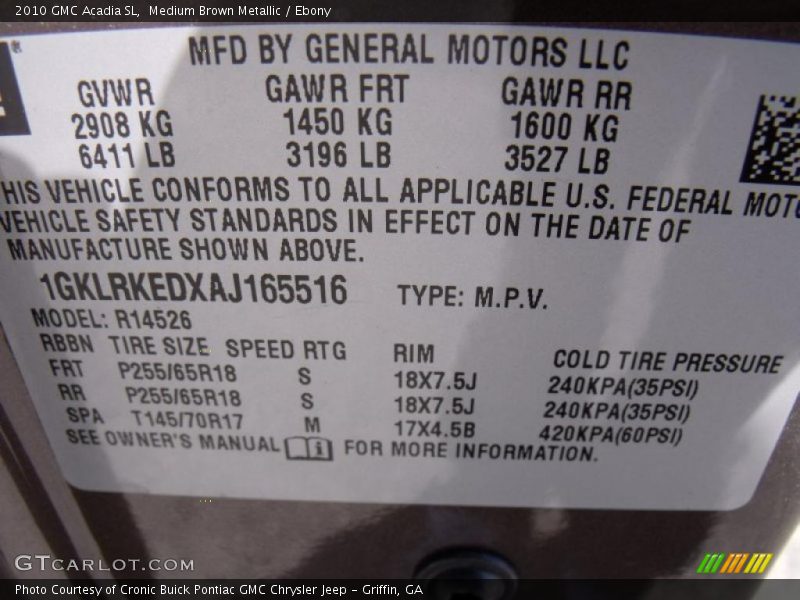 2010 GMC Acadia SL, Medium Brown Metallic / Ebony
MFD BY GENERAL MOTORS LLC
GVWR GAWR FRT GAWR RR
2908 KG 1450 KG 1600 KG
6411 LB 3196 LB 3527 LB
HIS VEHICLE CONFORMS TO ALL APPLICABLE U.S. FEDERAL MOTO
VEHICLE SAFETY STANDARDS IN EFFECT ON THE DATE OF
MANUFACTURE SHOWN ABOVE.
1GKLRKEDXAJ165516 TYPE: M.P.V.
MODEL: R14526
RBBN TIRE SIZE SPEED RTG RIM COLD TIRE PRESSURE
FRT P255/65R18 S 18X7.5J 240KPA(35PSI)
RR P255/65R18 S 18X7.5J 240KPA(35PSI)
SPA T145/70R17 M 17X4.5B 420KPA(60PSI)
SEE OWNER'S MANUAL FOR MORE INFORMATION.
GTCARLOT.COM
Photo Courtesy of Cronic Buick Pontiac GMC Chrysler Jeep - Griffin, GA